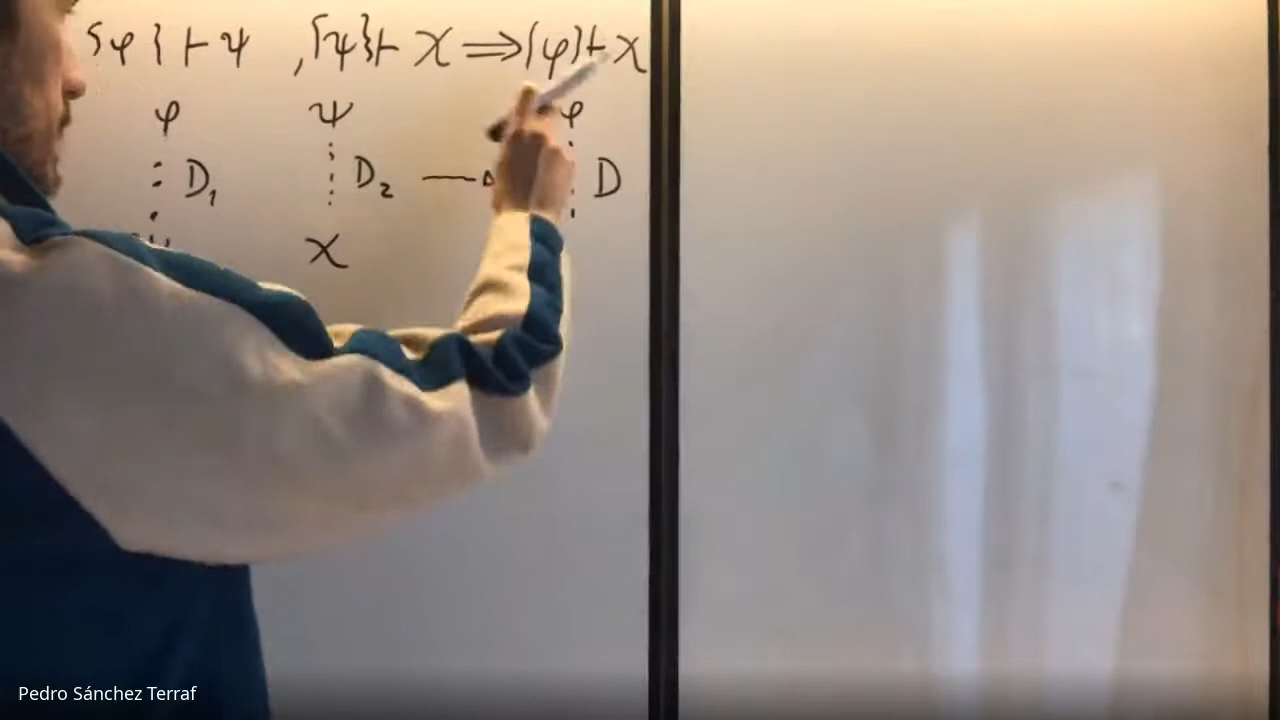 {φ} ⊢ ψ , {ψ} ⊢ χ ⟹ {φ} ⊢ χ
φ ψ φ
⋮ D₁ ⋮ D₂ ⋮ D
χ
Pedro Sánchez Terraf